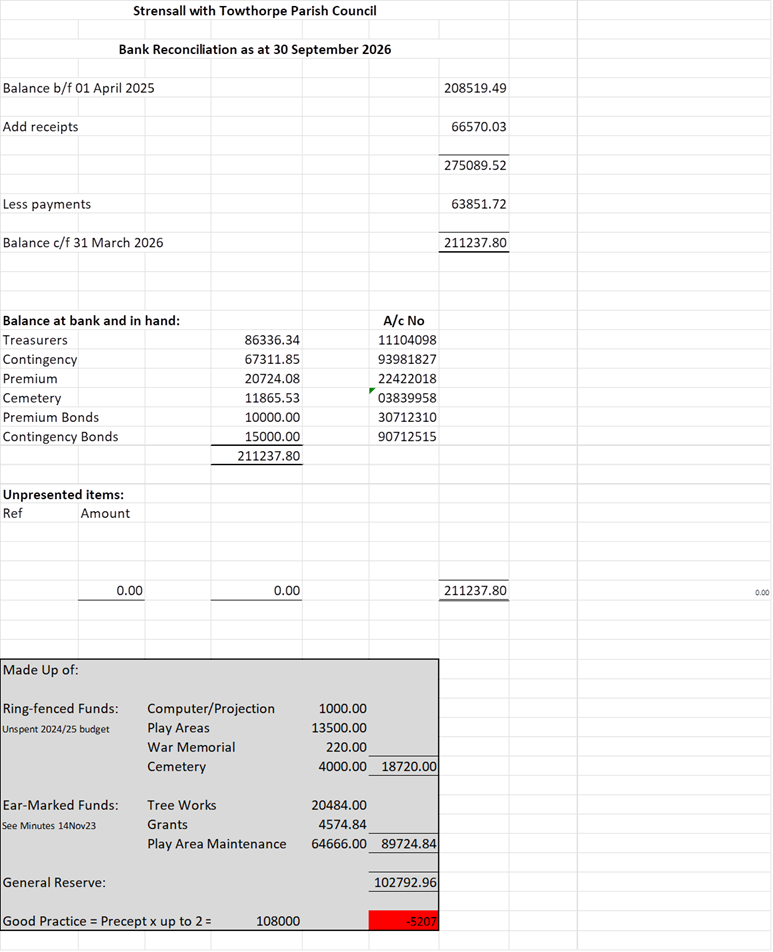 Strensall with Towthorpe Parish Council
Bank Reconciliation as at 30 September 2026
Balance b/f 01 April 2025 208519.49
Add receipts 66570.03
275089.52
Less payments 63851.72
Balance c/f 31 March 2026 211237.80
Balance at bank and in hand: A/c No
Treasurers 86336.34 11104098
Contingency 67311.85 93981827
Premium 20724.08 22422018
Cemetery 11865.53 03839958
Premium Bonds 10000.00 30712310
Contingency Bonds 15000.00 90712515
211237.80
Unpresented items:
Ref Amount
0.00 0.00 211237.80 0.00
Made Up of:
Ring-fenced Funds: Computer/Projection 1000.00
Unspent 2024/25 budget Play Areas 13500.00
War Memorial 220.00
Cemetery 4000.00 18720.00
Ear-Marked Funds: Tree Works 20484.00
See Minutes 14Nov23 Grants 4574.84
Play Area Maintenance 64666.00 89724.84
General Reserve: 102792.96
Good Practice = Precept x up to 2 = 108000 -5207